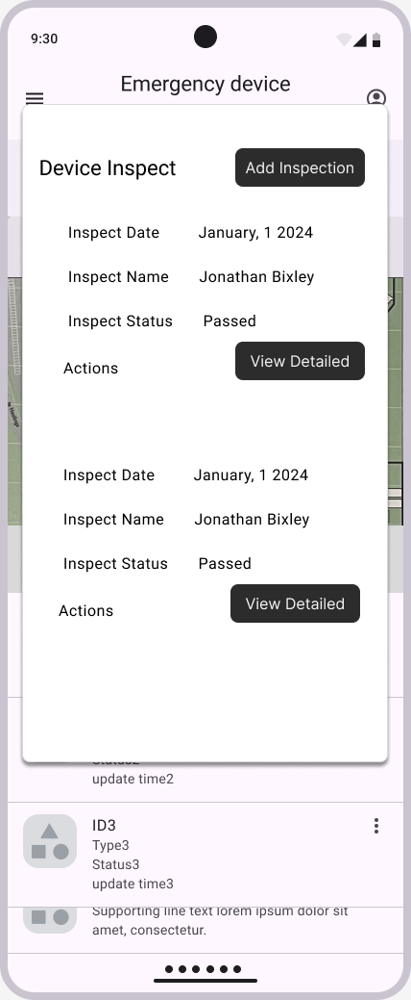 9:30
Emergency device
Device Inspect
Add Inspection
Inspect Date January, 1 2024
Inspect Name Jonathan Bixley
Inspect Status Passed
Actions View Detailed
Inspect Date January, 1 2024
Inspect Name Jonathan Bixley
Inspect Status Passed
Actions View Detailed
Status2
update time2
ID3
Type3
Status3
update time3
Supporting line text lorem ipsum dolor sit
amet, consectetur.